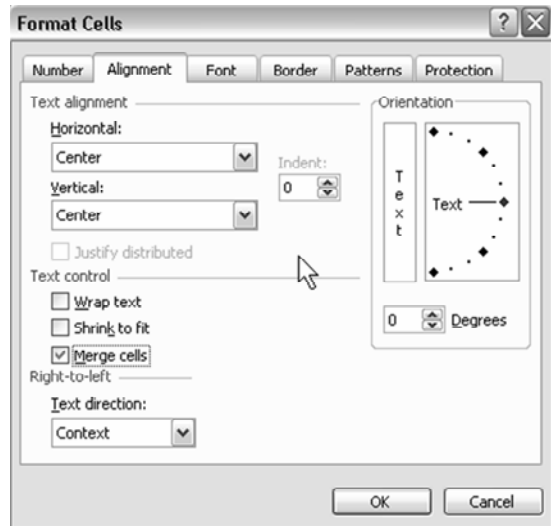 Format Cells
Number Alignment Font Border Patterns Protection
Text alignment
Horizontal:
Center
Indent:
0
Vertical:
Center
Justify distributed
Text control
Wrap text
Shrink to fit
Merge cells
Right-to-left
Text direction:
Context
Orientation
Text
Text
0 Degrees
OK Cancel